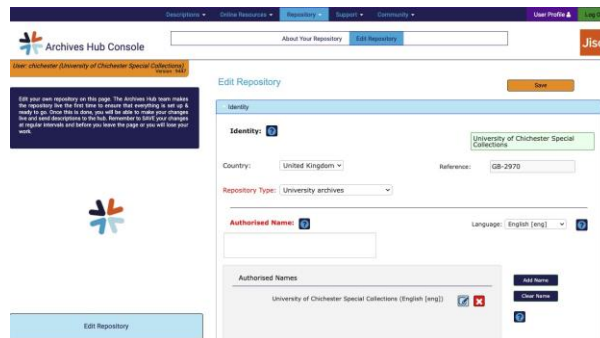 Descriptions
Online Resources
Repository
Support
Community
User Profile
Log O
Archives Hub Console
About Your Repository
Edit Repository
Jisc
User: chichester (University of Chichester Special Collections)
Edit your own repository on this page. The Archives Hub team makes
the repository live the first time to ensure that everything is set up &
ready to go. Once this is done, you will be able to make your changes
live and send descriptions to the hub. Remember to SAVE your changes
at regular intervals and before you leave the page or you will lose your
work.
Edit Repository
Edit Repository
Save
Identity
Identity:
University of Chichester Special
Collections
Country:
United Kingdom
Reference:
GB-2970
Repository Type:
University archives
Authorised Name:
Language:
English [eng]
Authorised Names
University of Chichester Special Collections (English [eng])
Add Name
Clear Name